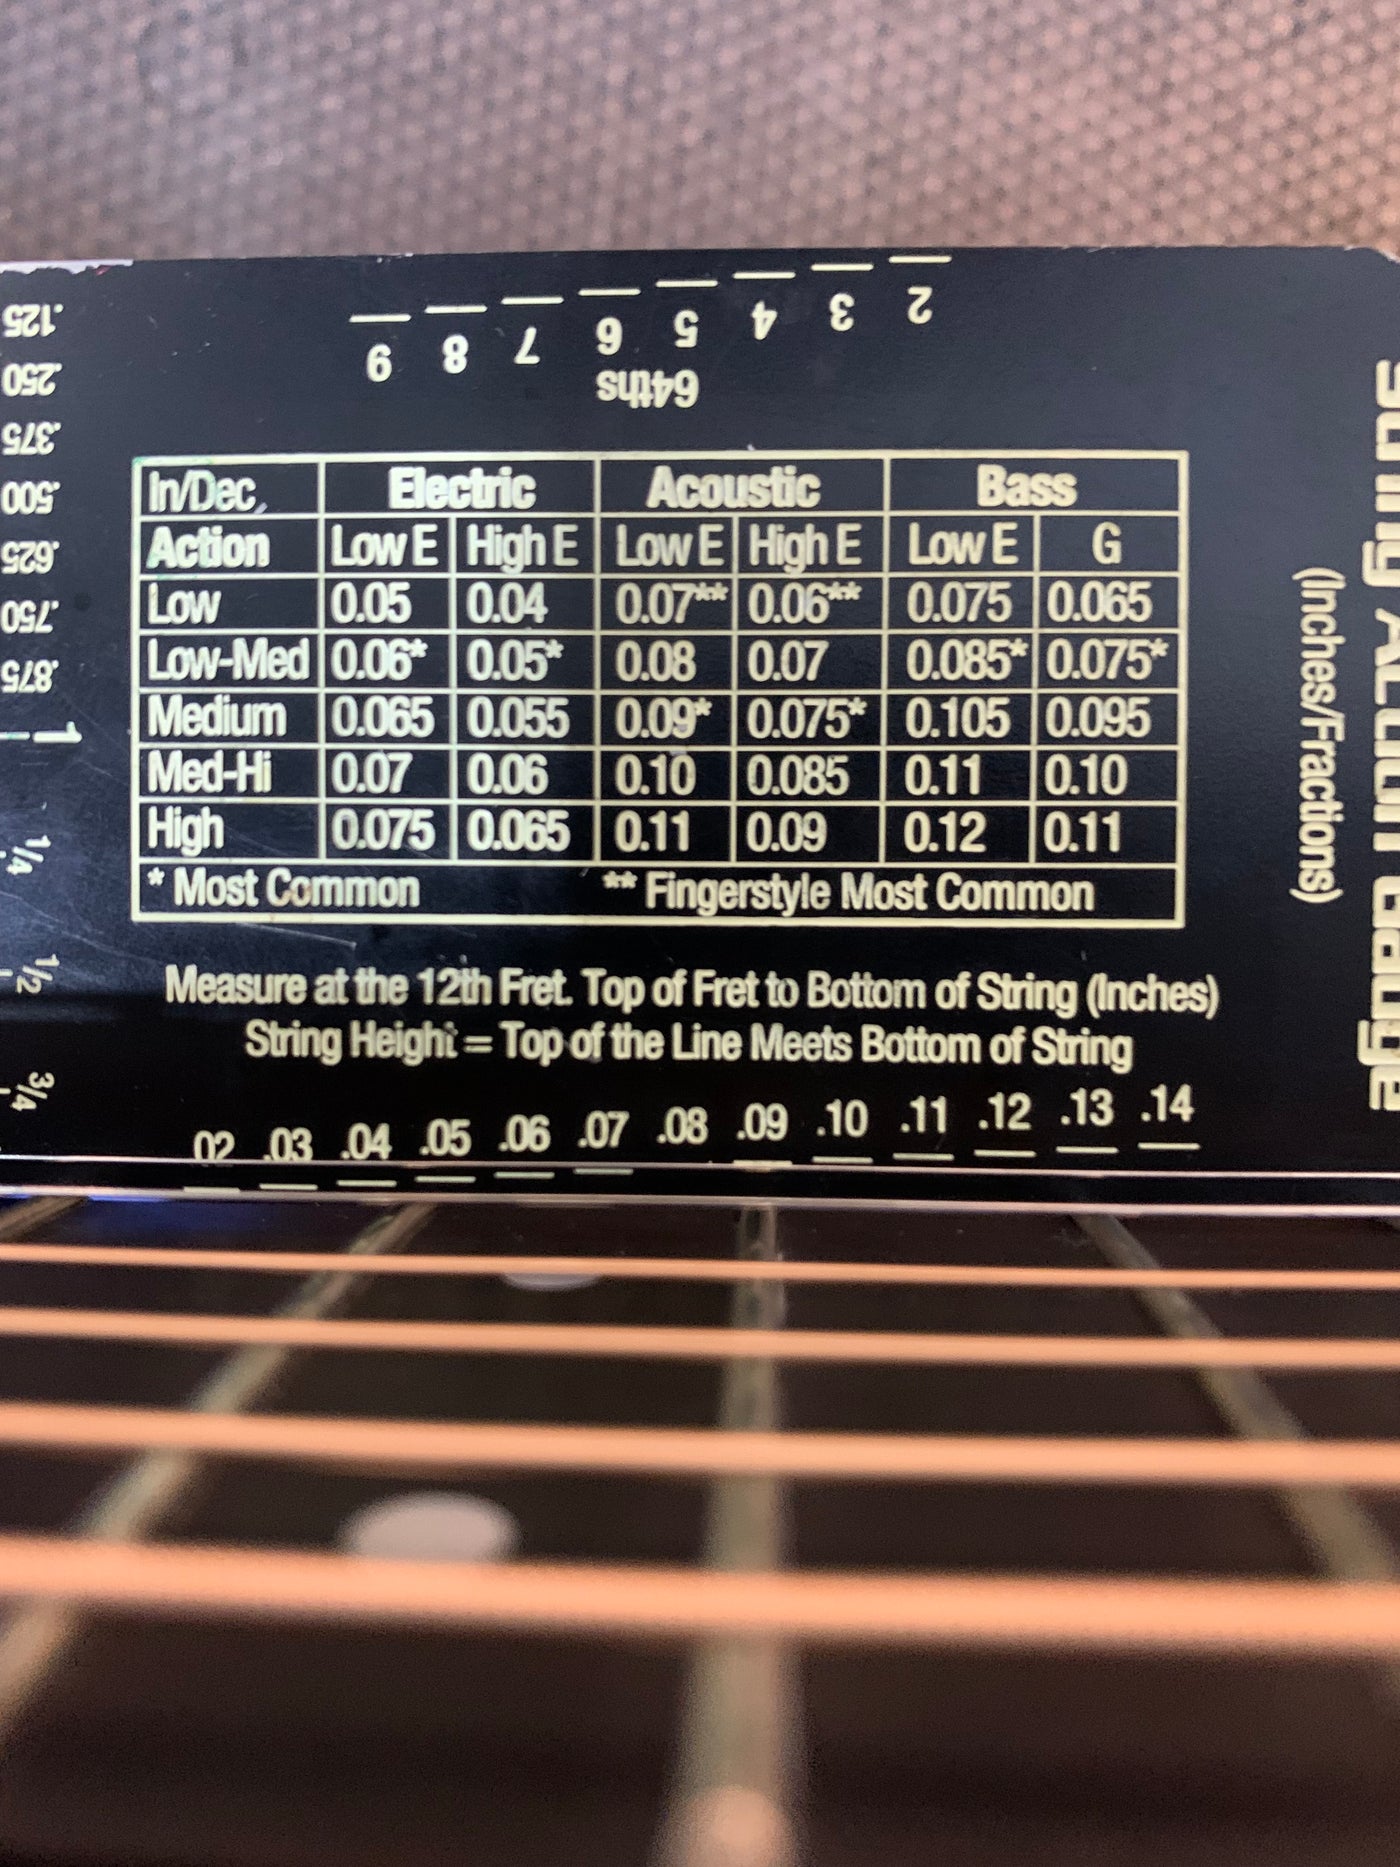 2 3 4 5 6 7 8 9
64ths
In/Dec. Electric Acoustic Bass
Action Low E High E Low E High E Low E G
Low 0.05 0.04 0.07** 0.06** 0.075 0.065
Low-Med 0.06* 0.05* 0.08 0.07 0.085* 0.075*
Medium 0.065 0.055 0.09* 0.075* 0.105 0.095
Med-Hi 0.07 0.06 0.10 0.085 0.11 0.10
High 0.075 0.065 0.11 0.09 0.12 0.11
* Most Common ** Fingerstyle Most Common
Measure at the 12th Fret. Top of Fret to Bottom of String (Inches)
String Height = Top of the Line Meets Bottom of String
.02 .03 .04 .05 .06 .07 .08 .09 .10 .11 .12 .13 .14
.125
.250
.375
.500
.625
.750
.875
1
1/4
1/2
3/4
String Action Gauge
(Inches/Fractions)